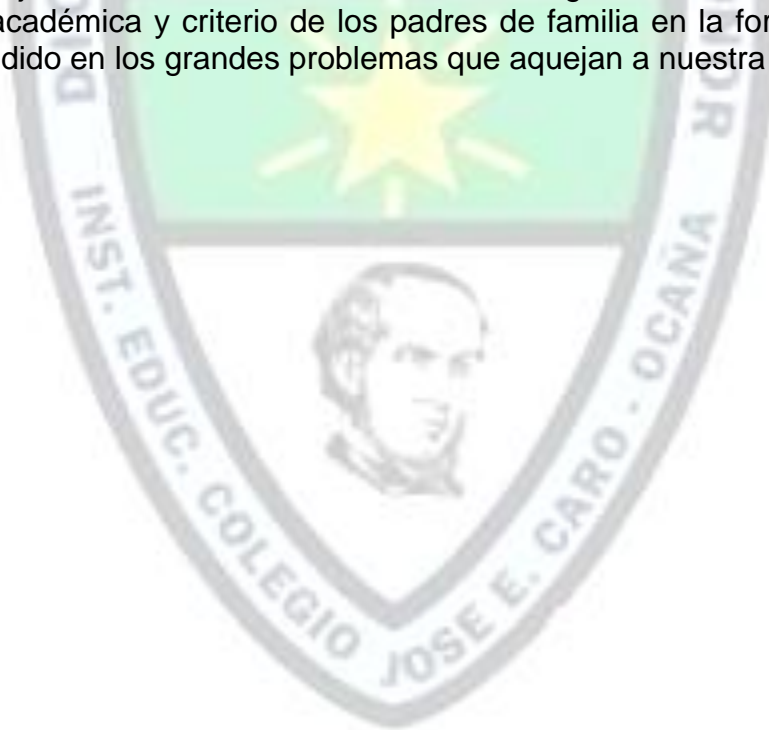 académica y criterio de los padres de familia en la for
dido en los grandes problemas que aquejan a nuestra
INST. EDUC. COLEGIO JOSE E. CARO - OCAÑA